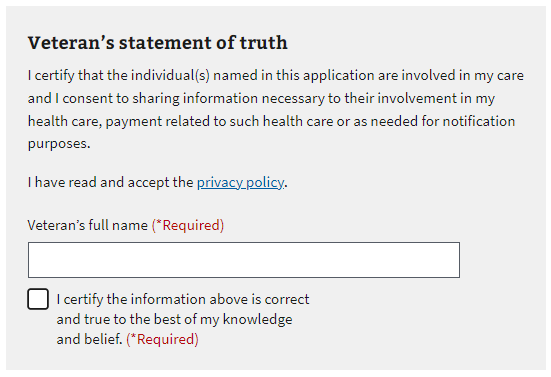 Veteran’s statement of truth
I certify that the individual(s) named in this application are involved in my care
and I consent to sharing information necessary to their involvement in my
health care, payment related to such health care or as needed for notification
purposes.
I have read and accept the privacy policy.
Veteran’s full name (*Required)
I certify the information above is correct
and true to the best of my knowledge
and belief. (*Required)